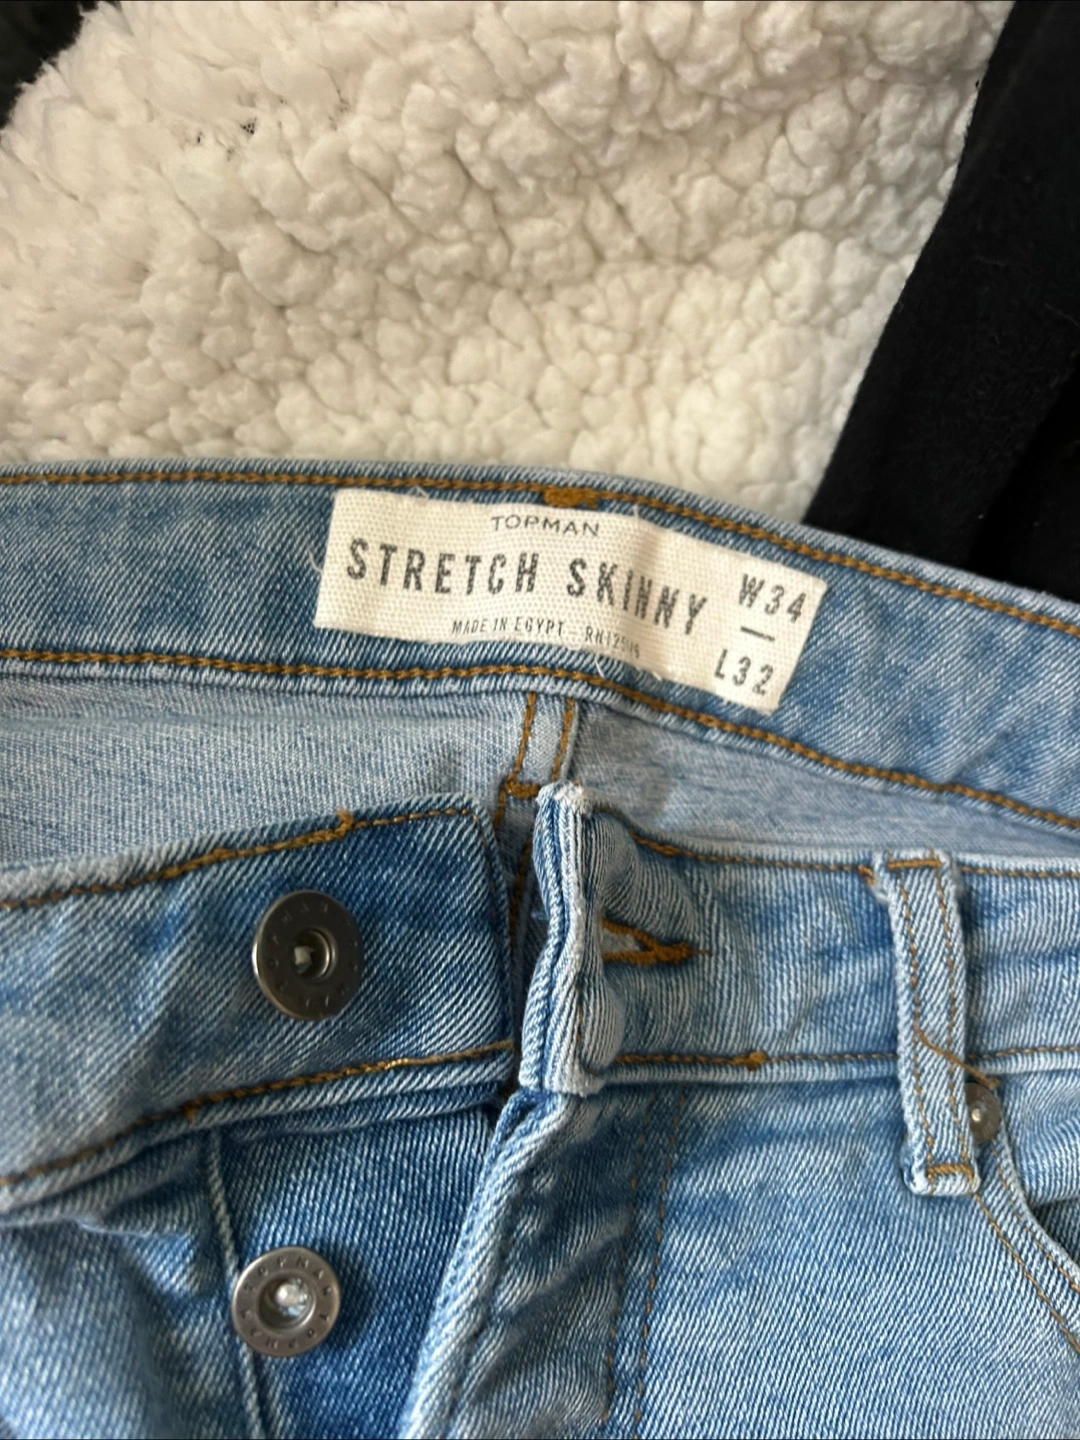 TOPMAN
STRETCH SKINNY
MADE IN EGYPT
W34
L32